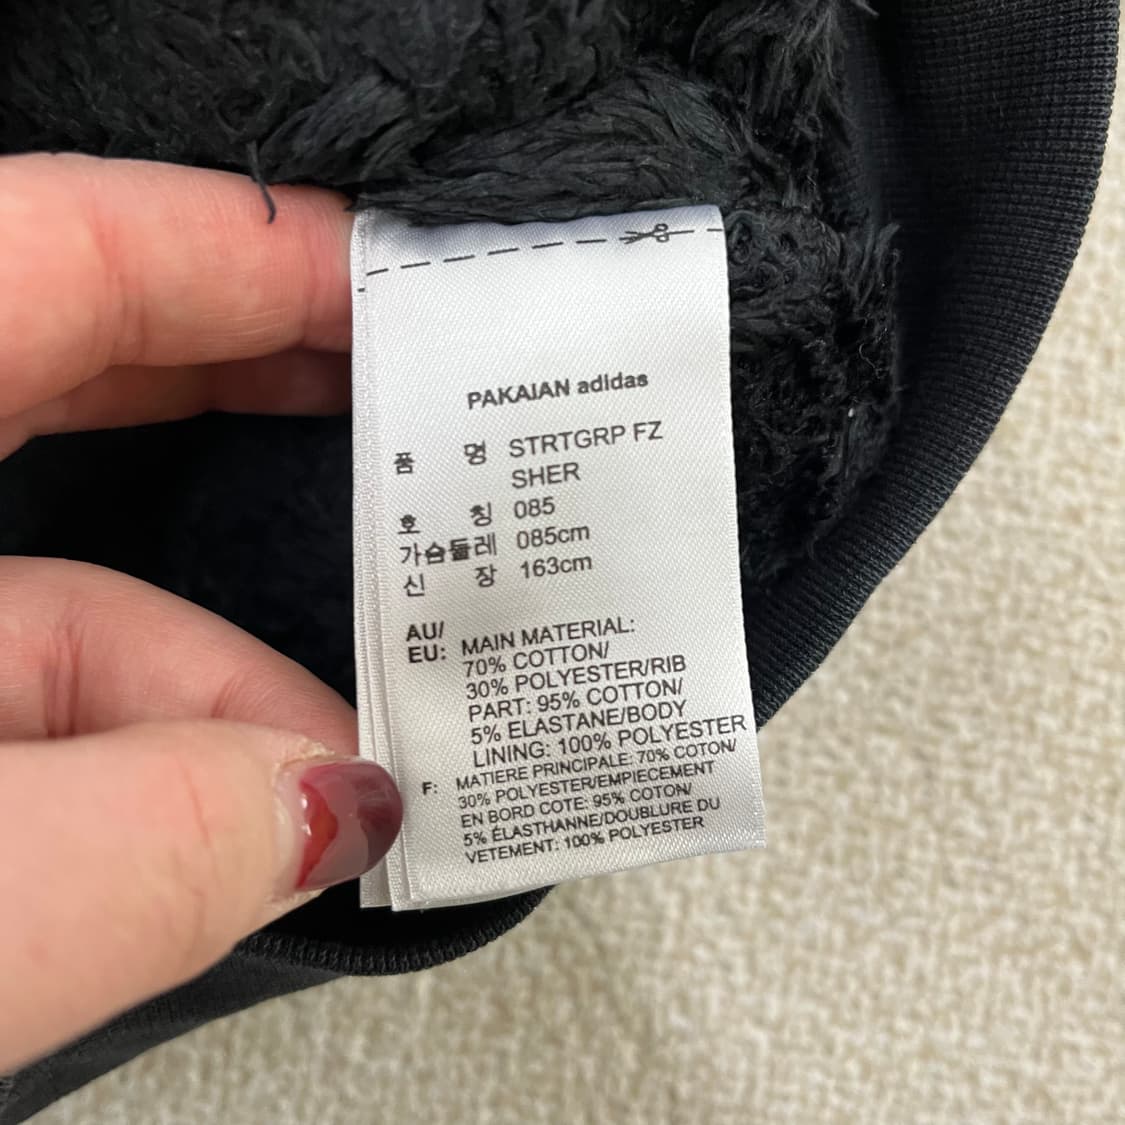 PAKAIAN adidas
품 명 STRTGRP FZ
SHER
호 칭 085
가슴둘레 085cm
신 장 163cm
AU/
EU: MAIN MATERIAL:
70% COTTON/
30% POLYESTER/RIB
PART: 95% COTTON/
5% ELASTANE/BODY
LINING: 100% POLYESTER
F: MATIERE PRINCIPALE: 70% COTON/
30% POLYESTER/EMPIECEMENT
EN BORD COTE: 95% COTON/
5% ÉLASTHANNE/DOUBLURE DU
VETEMENT: 100% POLYESTER